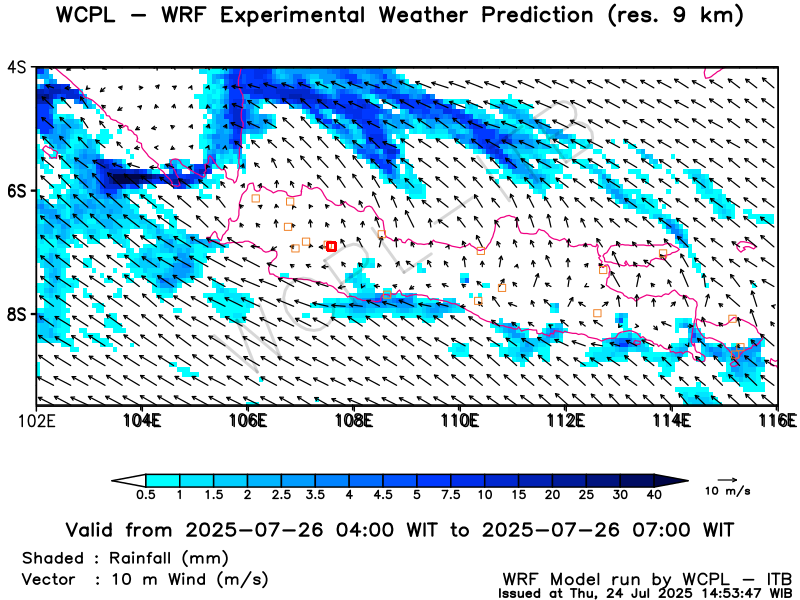 WCPL – WRF Experimental Weather Prediction (res. 9 km)
4S
6S
8S
WCPL-ITB
102E 104E 106E 108E 110E 112E 114E 116E
0.5 1 1.5 2 2.5 3.5 4 4.5 5 7.5 10 15 20 25 30 40
10 m/s
Valid from 2025-07-26 04:00 WIT to 2025-07-26 07:00 WIT
Shaded : Rainfall (mm)
Vector : 10 m Wind (m/s)
WRF Model run by WCPL – ITB
Issued at Thu, 24 Jul 2025 14:53:47 WIB